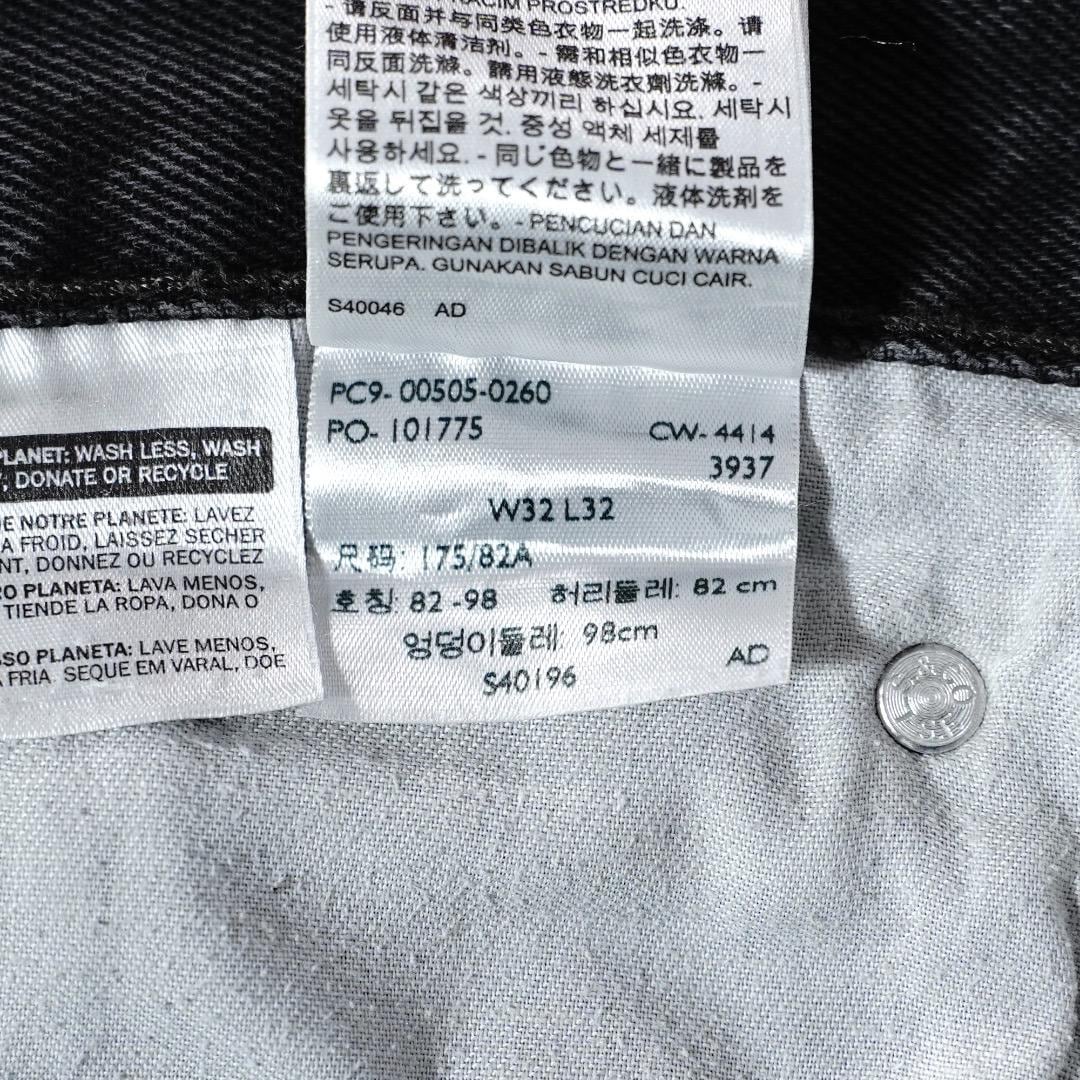 PROSTREDKU.
- 请反面并与同类色衣物一起洗涤。请
使用液体清洁剂。- 需和相似色衣物一
同反面洗滌。請用液態洗衣劑洗滌。-
세탁시 같은 색상끼리 하십시요. 세탁시
옷을 뒤집을 것. 중성 액체 세제를
사용하세요. - 同じ色物と一緒に製品を
裏返して洗ってください。液体洗剤を
ご使用下さい。- PENCUCIAN DAN
PENGERINGAN DIBALIK DENGAN WARNA
SERUPA. GUNAKAN SABUN CUCI CAIR.
S40046 AD
PC9- 00505-0260
PO- 101775 CW- 4414
3937
W32 L32
尺码: 175/82A
호칭: 82 -98 허리둘레: 82 cm
엉덩이둘레: 98cm
AD
S40196
PLANET: WASH LESS, WASH
, DONATE OR RECYCLE
DE NOTRE PLANETE: LAVEZ
A FROID, LAISSEZ SECHER
NT, DONNEZ OU RECYCLEZ
RO PLANETA: LAVA MENOS,
TIENDE LA ROPA, DONA O
SSO PLANETA: LAVE MENOS,
A FRIA SEQUE EM VARAL, DOE